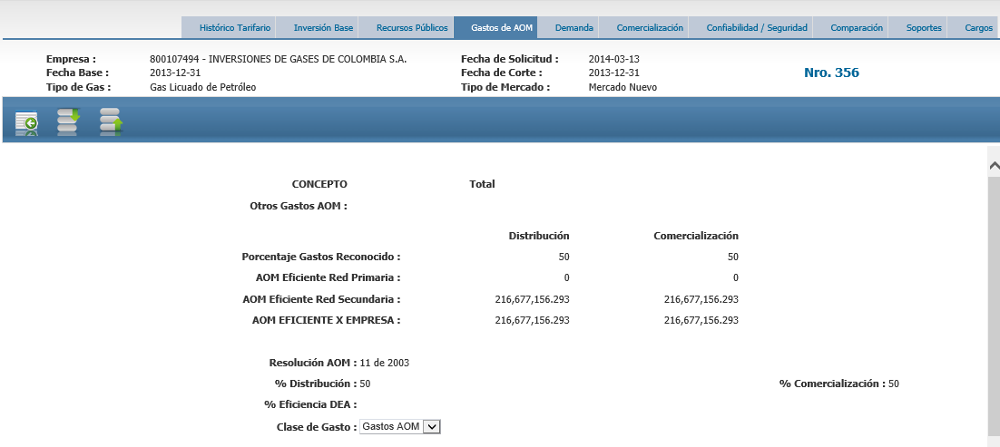 Histórico Tarifario Inversión Base Recursos Públicos Gastos de AOM Demanda Comercialización Confiabilidad / Seguridad Comparación Soportes Cargos
Empresa : 800107494 - INVERSIONES DE GASES DE COLOMBIA S.A. Fecha de Solicitud : 2014-03-13
Fecha Base : 2013-12-31 Fecha de Corte : 2013-12-31 Nro. 356
Tipo de Gas : Gas Licuado de Petróleo Tipo de Mercado : Mercado Nuevo
CONCEPTO Total
Otros Gastos AOM :
Distribución Comercialización
Porcentaje Gastos Reconocido : 50 50
AOM Eficiente Red Primaria : 0 0
AOM Eficiente Red Secundaria : 216,677,156.293 216,677,156.293
AOM EFICIENTE X EMPRESA : 216,677,156.293 216,677,156.293
Resolución AOM : 11 de 2003
% Distribución : 50 % Comercialización : 50
% Eficiencia DEA :
Clase de Gasto : Gastos AOM